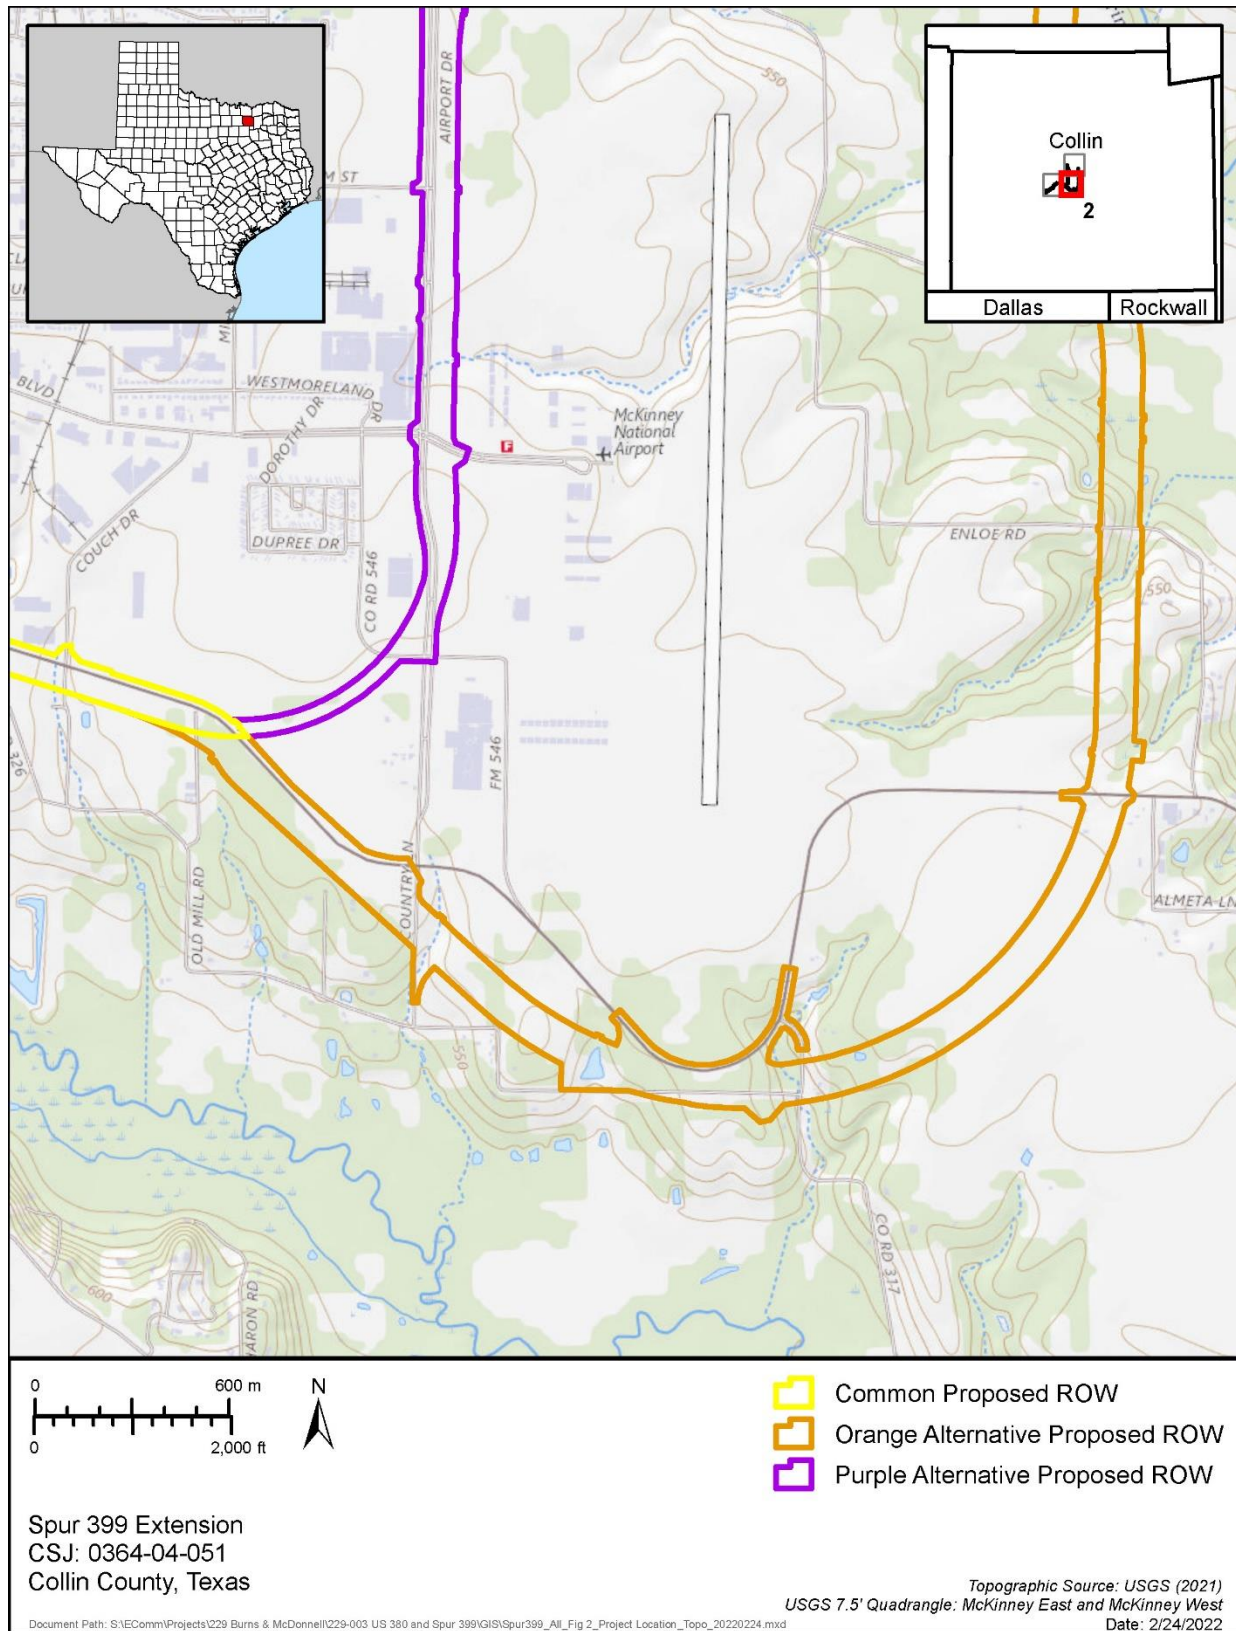 550
AIRPORT DR
M ST
Collin
2
Dallas
Rockwall
BLVD
WESTMORELAND
DR
DOROTHY DR
McKinney
National
Airport
F
COUCH DR
DUPREE DR
CO RD 546
ENLOE RD
550
326
FM 546
OLD MILL RD
COUNTRY LN
ALMETA LN
550
CO RD 317
600
HARON RD
0 600 m
0 2,000 ft
N
Common Proposed ROW
Orange Alternative Proposed ROW
Purple Alternative Proposed ROW
Spur 399 Extension
CSJ: 0364-04-051
Collin County, Texas
Topographic Source: USGS (2021)
USGS 7.5' Quadrangle: McKinney East and McKinney West
Date: 2/24/2022
Document Path: S:\EComm\Projects\229 Burns & McDonnell\229-003 US 380 and Spur 399\GIS\Spur399_All_Fig 2_Project Location_Topo_20220224.mxd